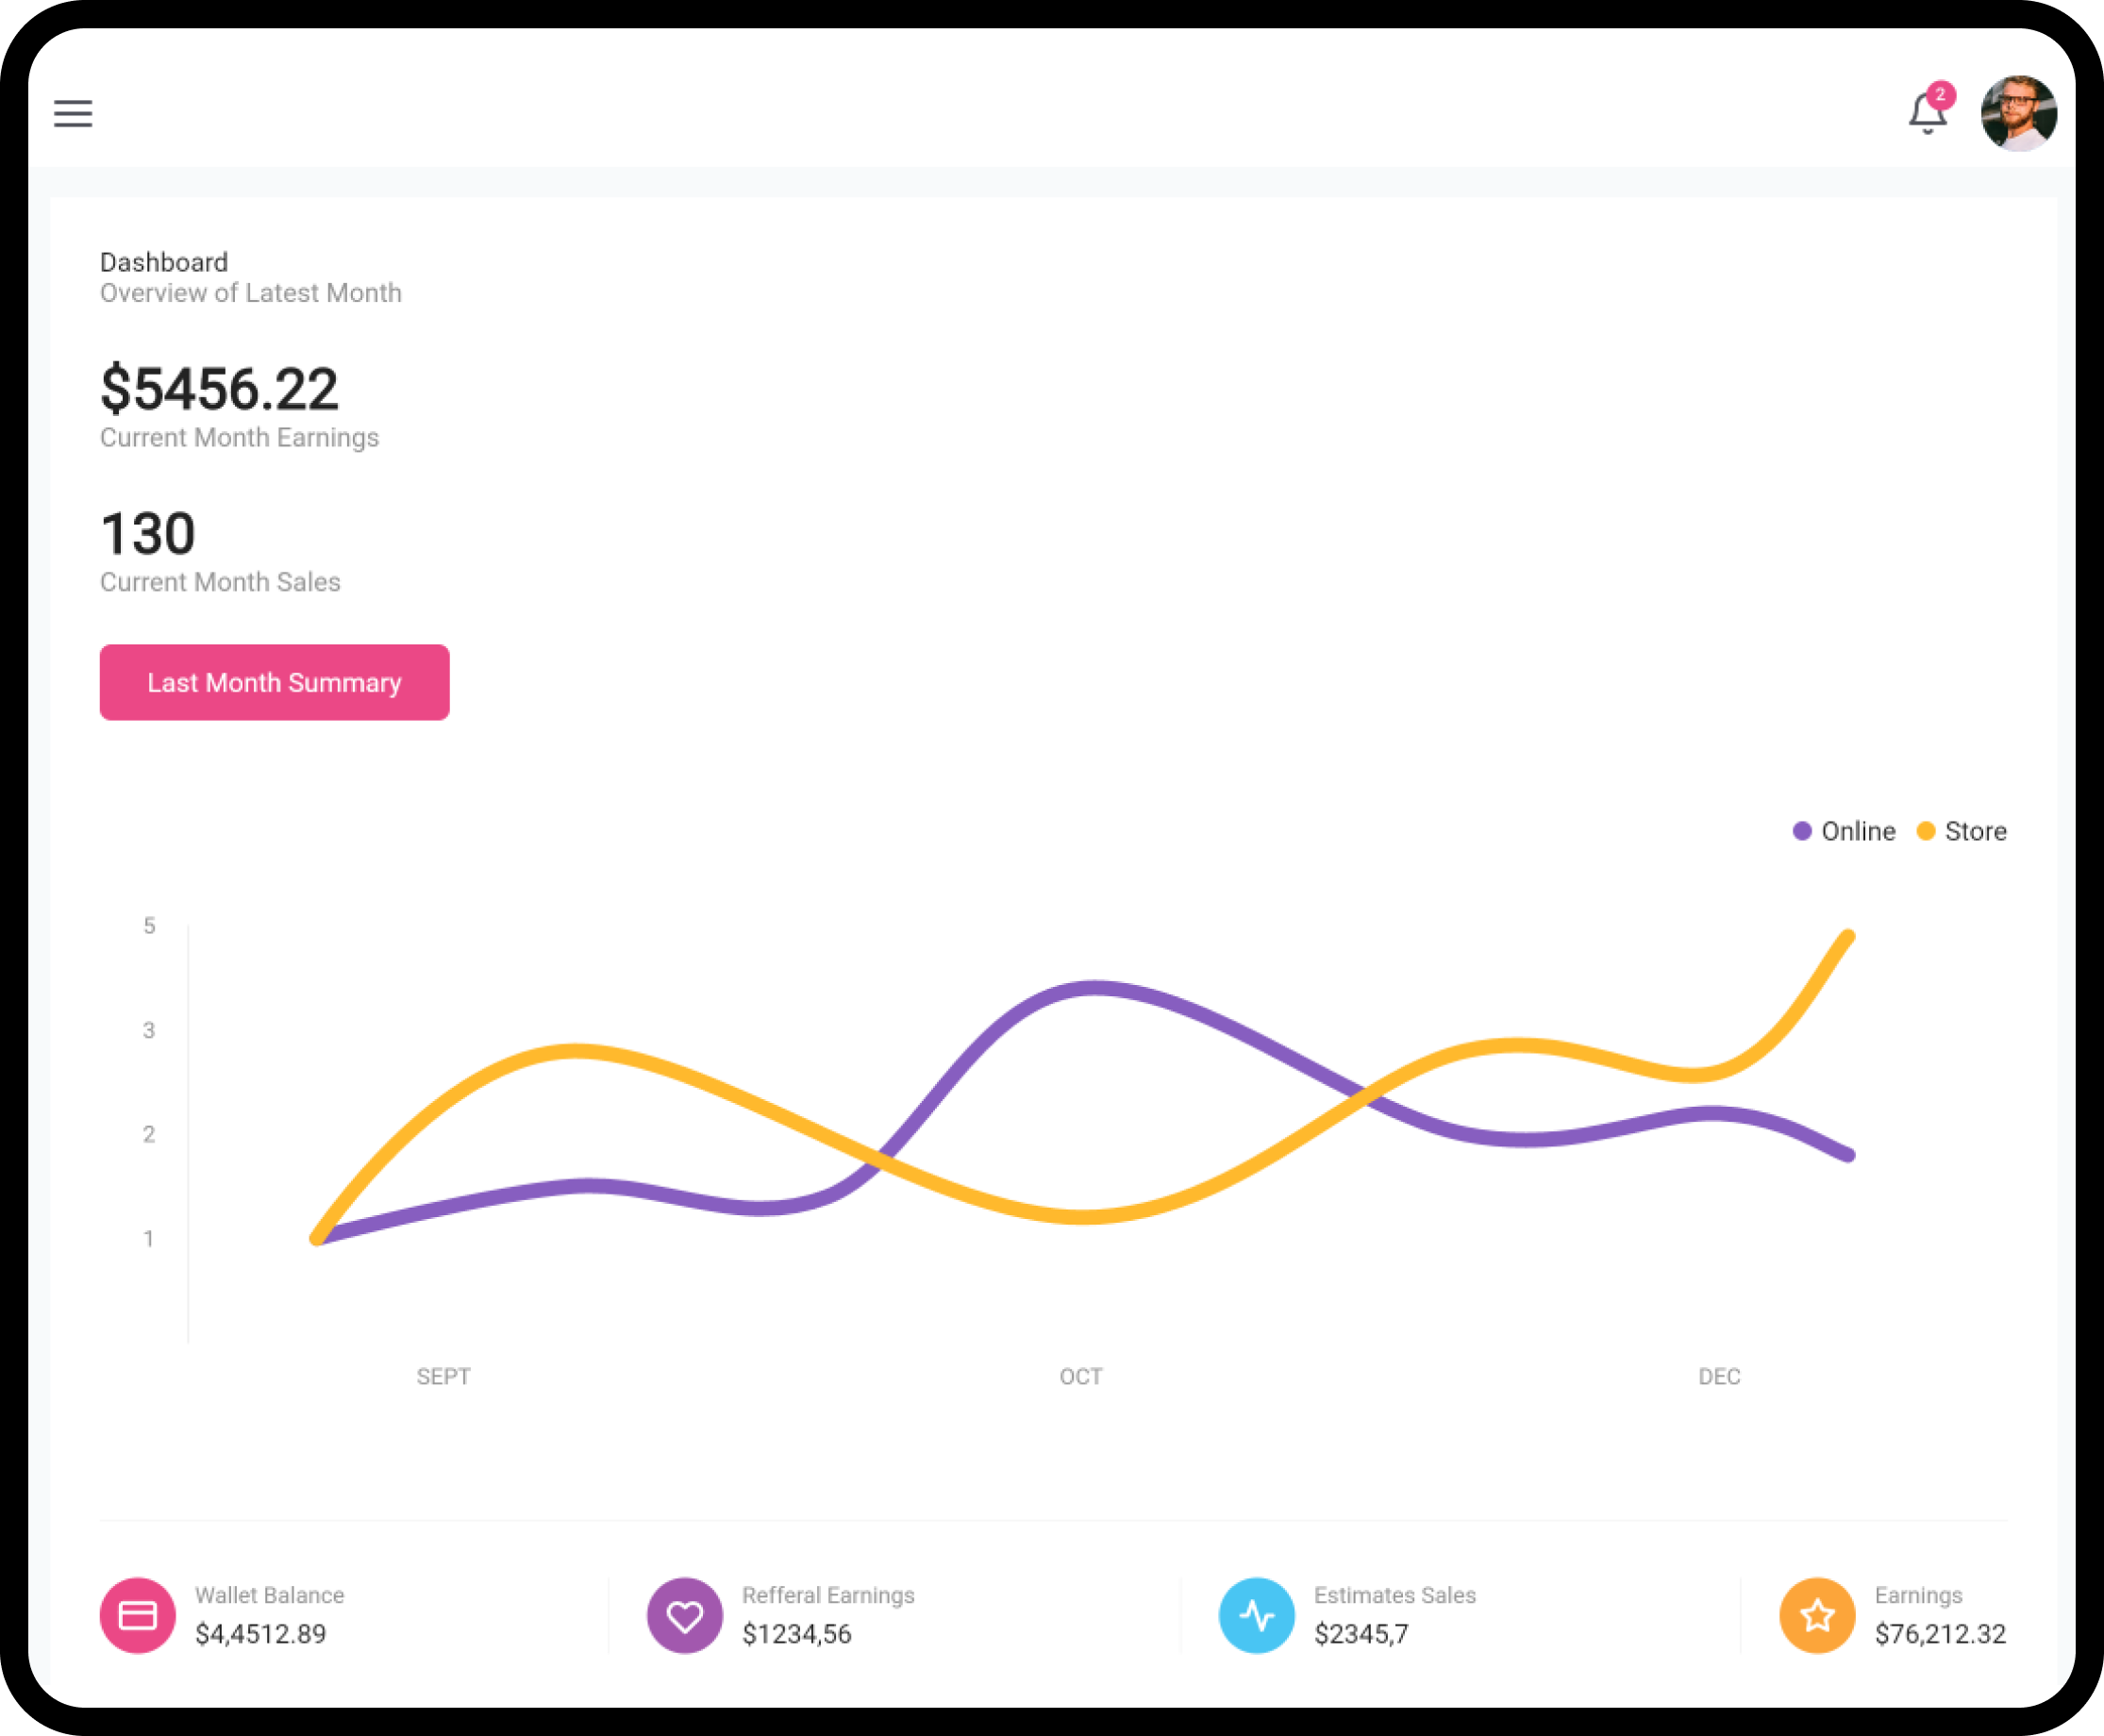 2
Dashboard
Overview of Latest Month
$5456.22
Current Month Earnings
130
Current Month Sales
Last Month Summary
Online Store
5
3
2
1
SEPT OCT DEC
Wallet Balance Refferal Earnings Estimates Sales Earnings
$4,4512.89 $1234,56 $2345,7 $76,212.32